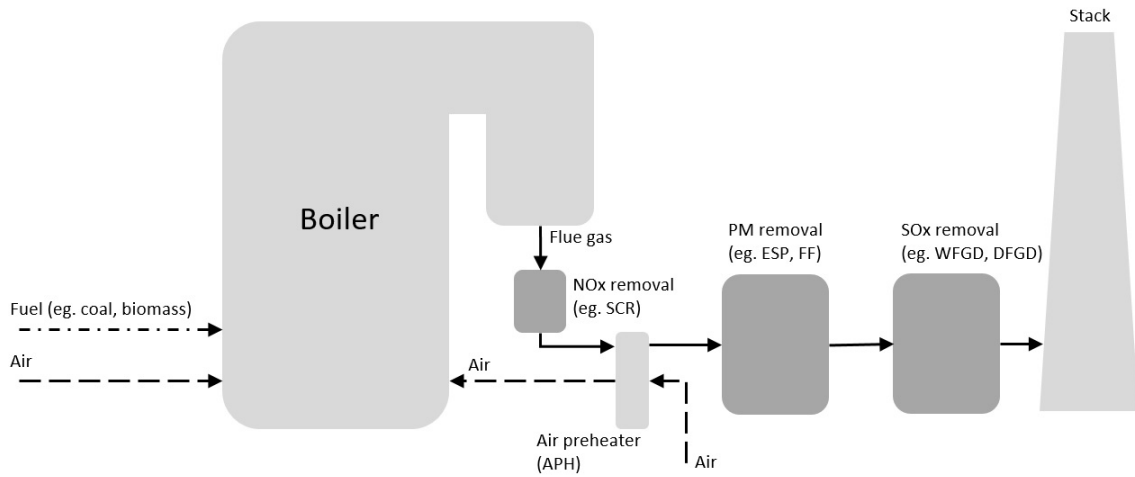 Stack
Boiler
Flue gas
PM removal
(eg. ESP, FF)
SOx removal
(eg. WFGD, DFGD)
NOx removal
(eg. SCR)
Fuel (eg. coal, biomass)
Air
Air
Air preheater
(APH)
Air